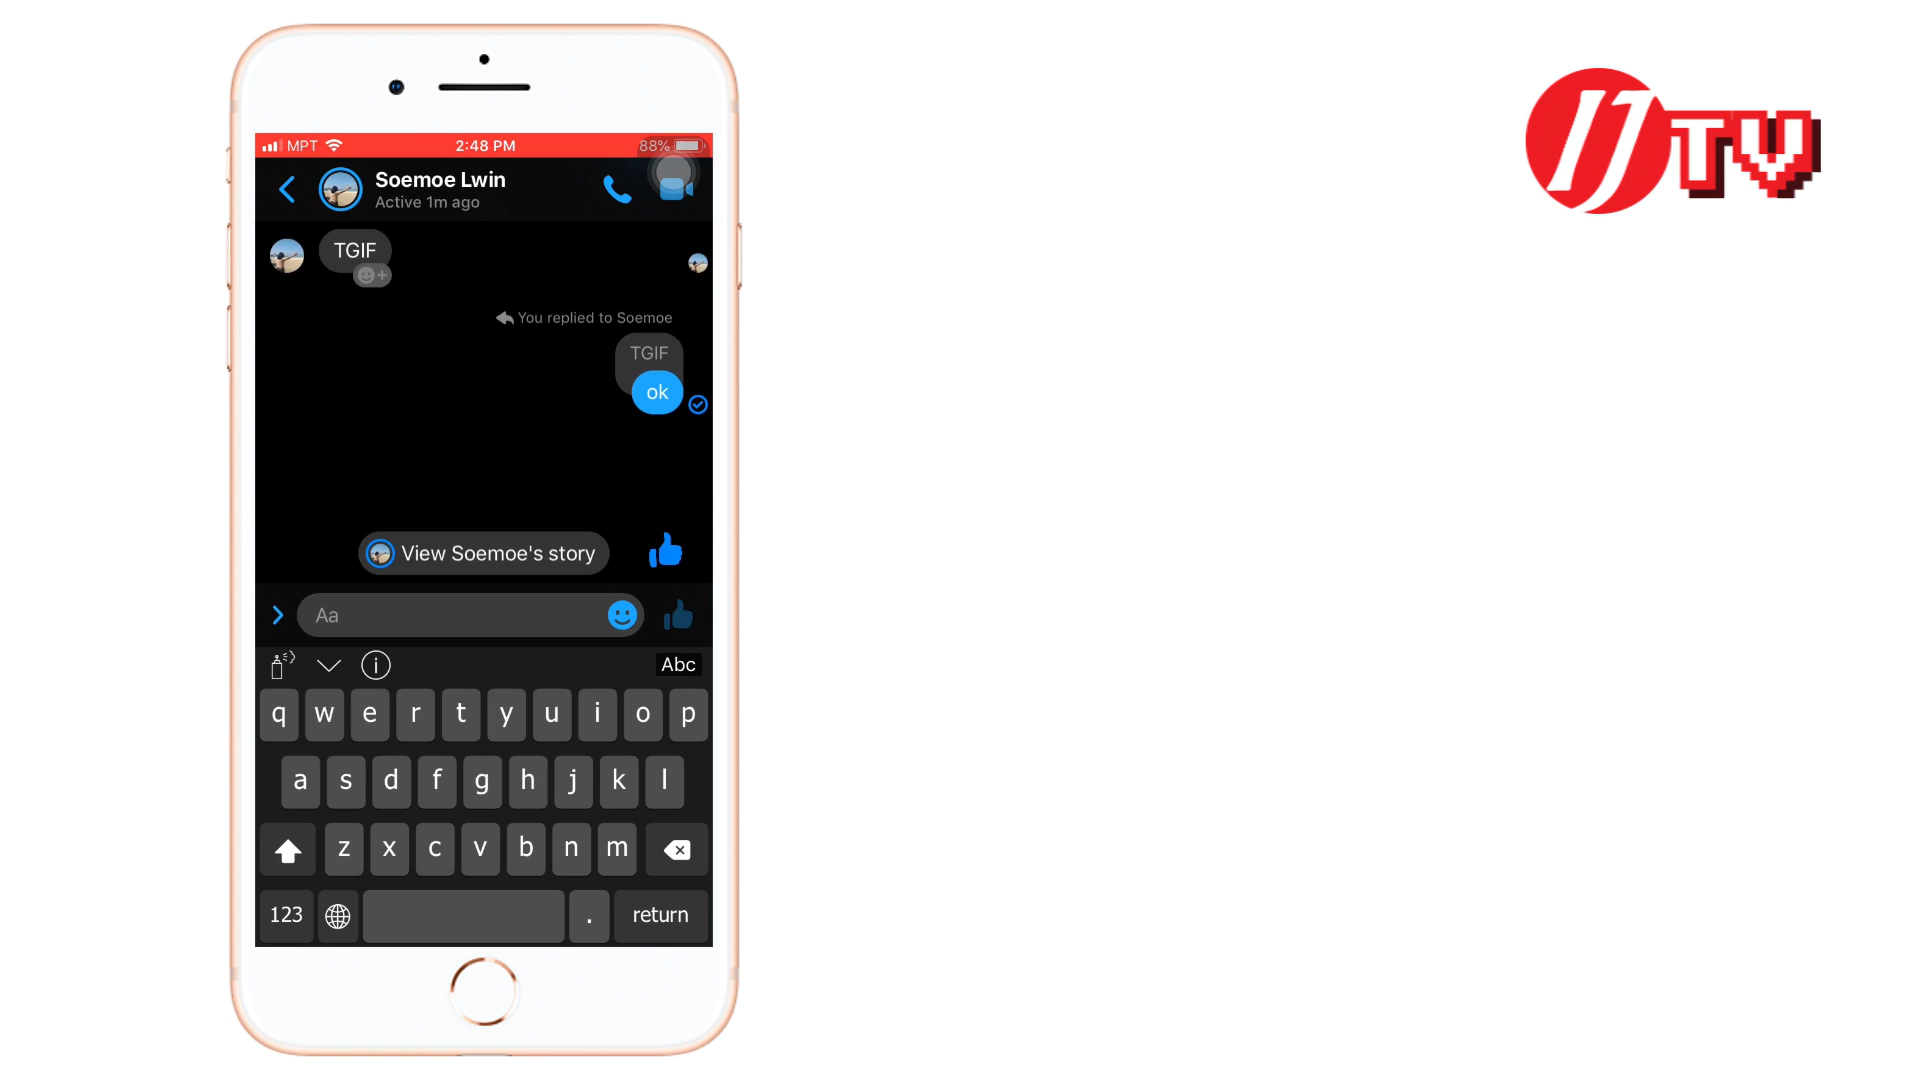 MPT
2:48 PM
88%
Soemoe Lwin
Active 1m ago
TGIF
You replied to Soemoe
TGIF
ok
View Soemoe's story
Aa
Abc
q w e r t y u i o p
a s d f g h j k l
z x c v b n m
123 . return
TV